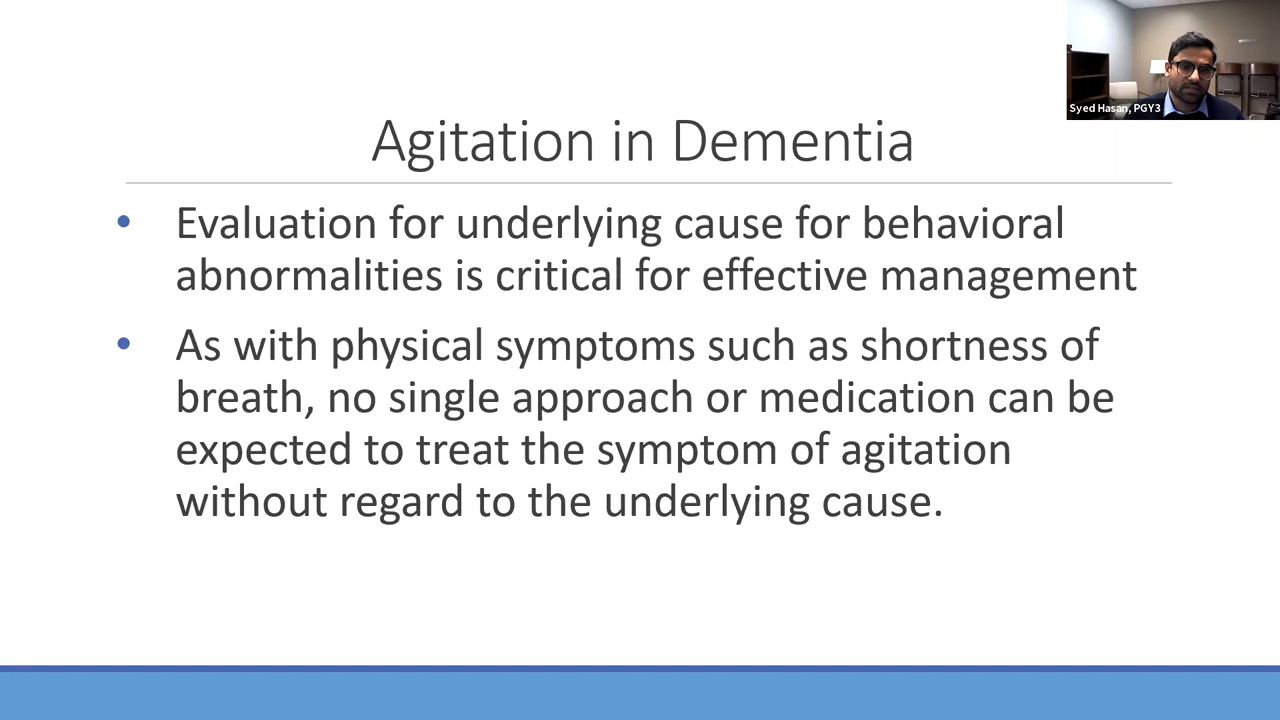 Syed Hasan, PGY3
Agitation in Dementia
• Evaluation for underlying cause for behavioral
abnormalities is critical for effective management
• As with physical symptoms such as shortness of
breath, no single approach or medication can be
expected to treat the symptom of agitation
without regard to the underlying cause.